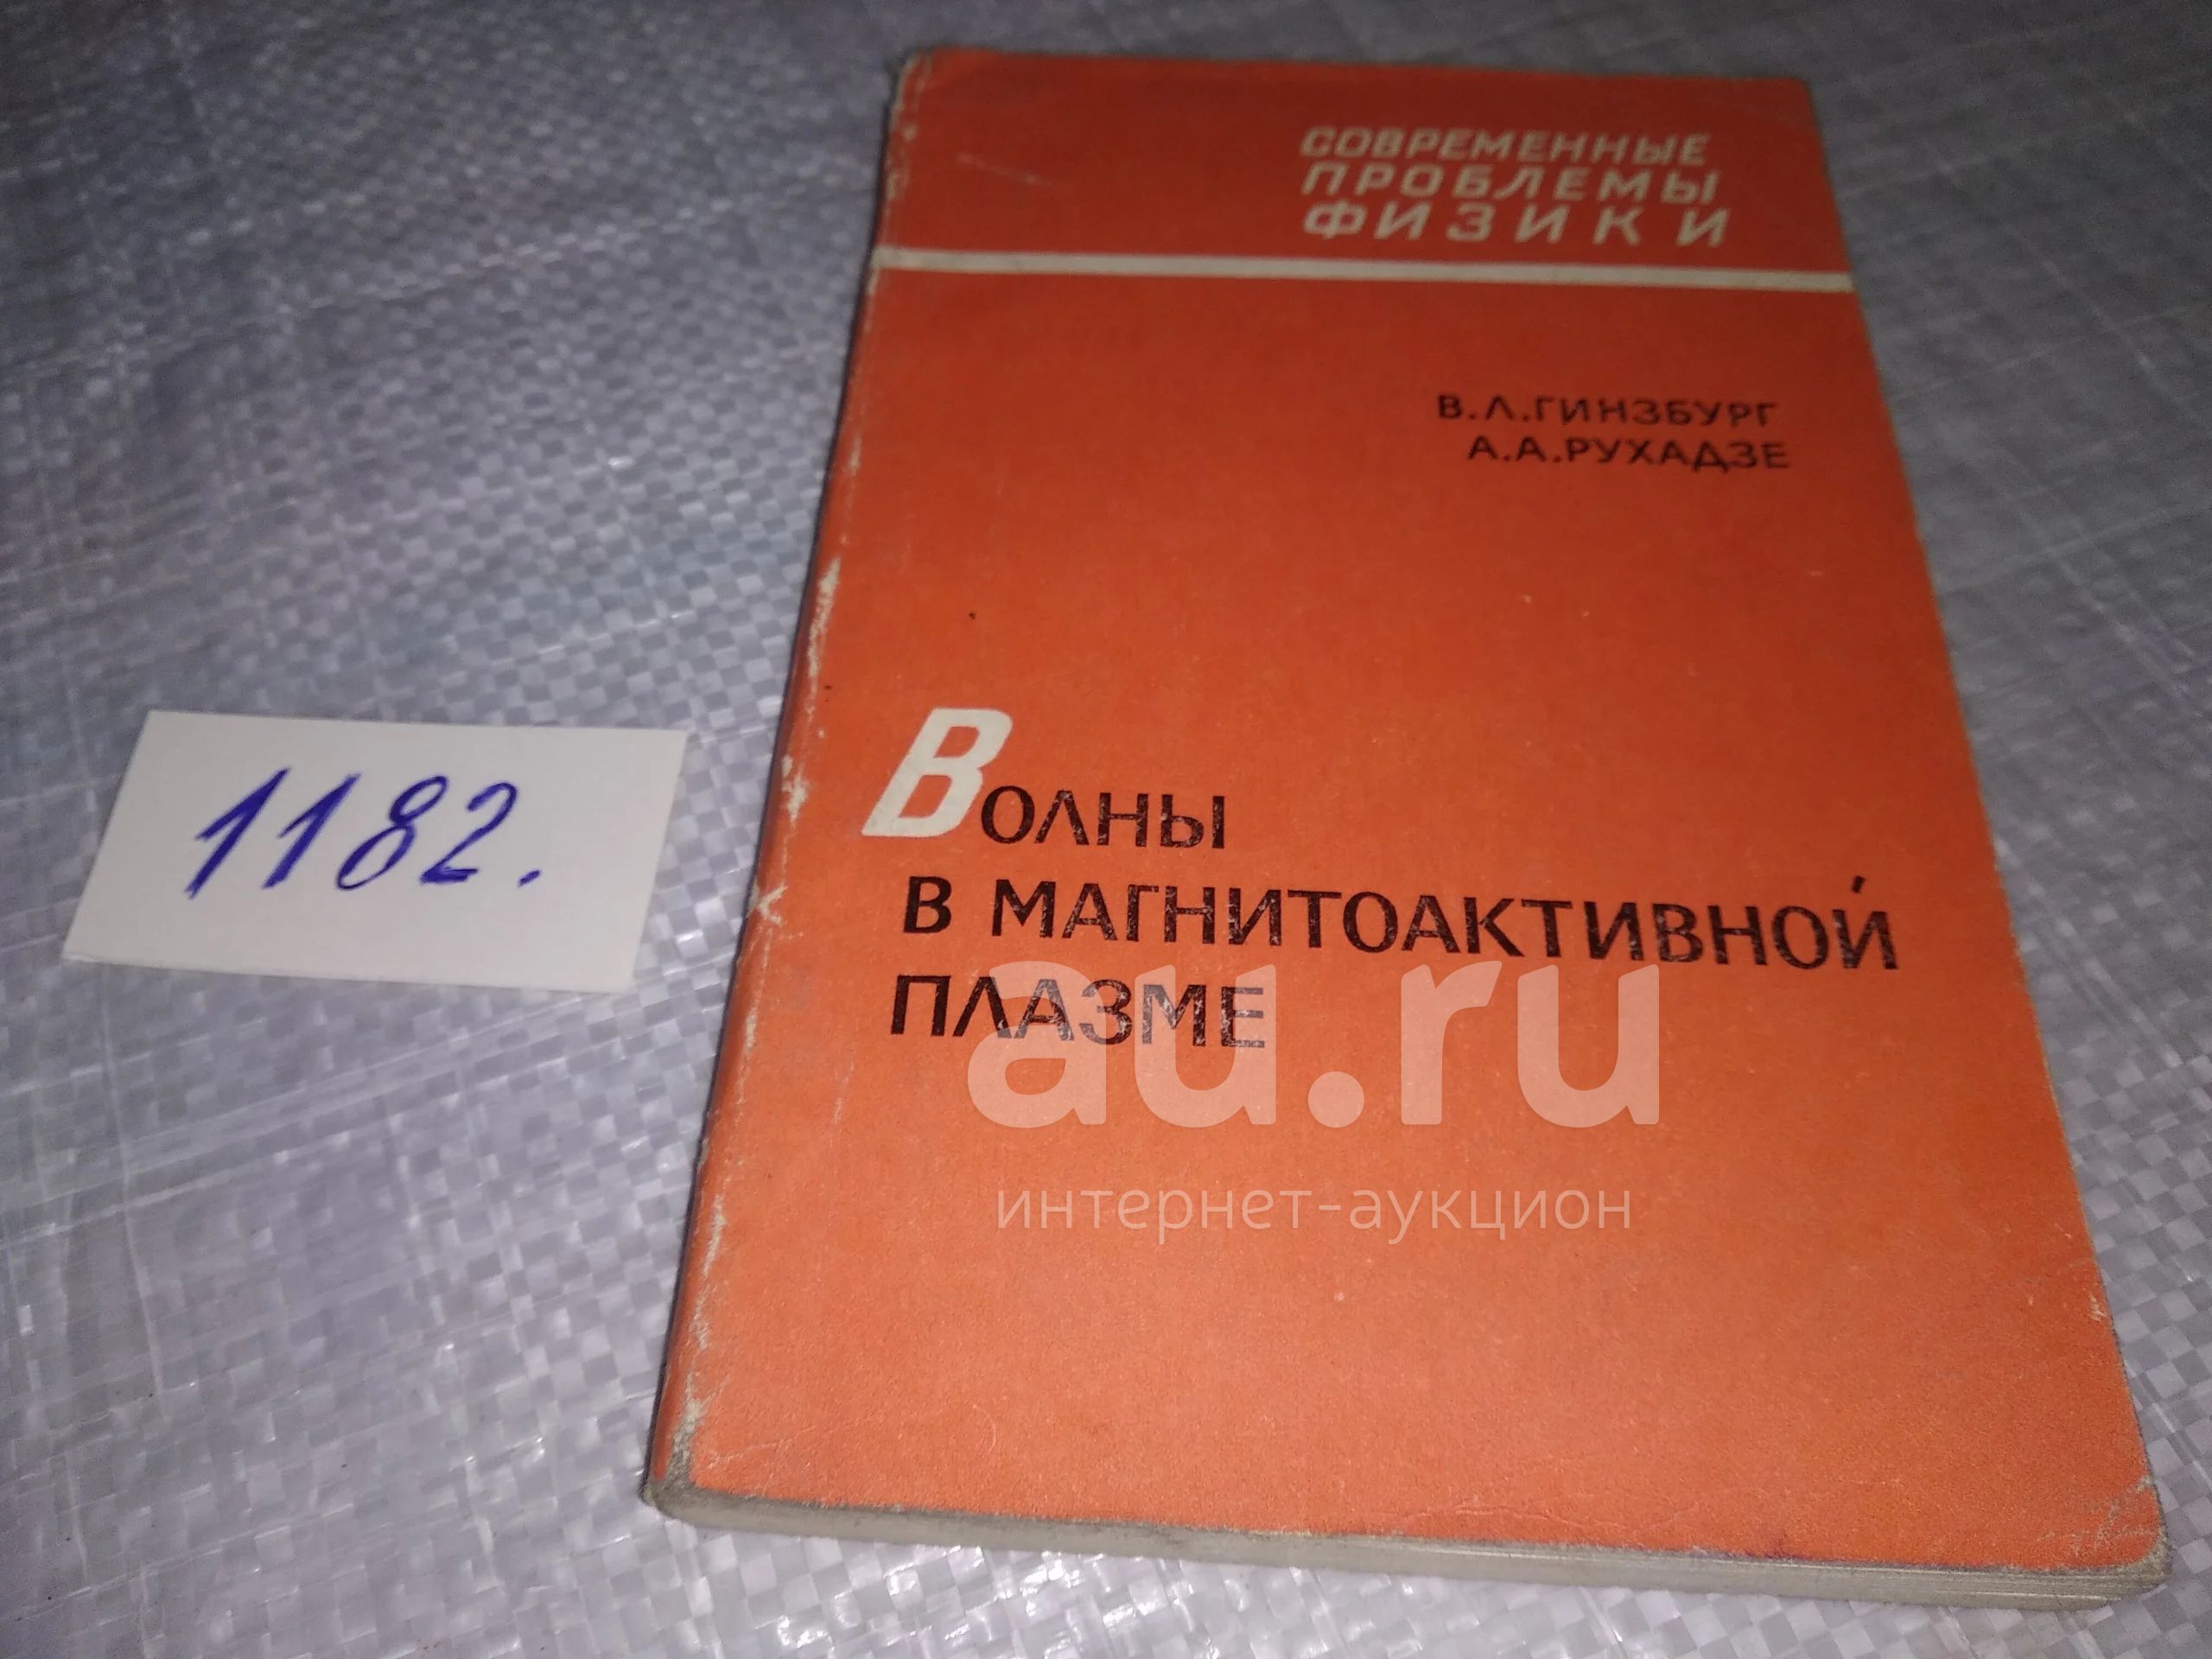 СОВРЕМЕННЫЕ
ПРОБЛЕМЫ
ФИЗИКИ
В.Л.ГИНЗБУРГ
А.А.РУХАДЗЕ
ВОЛНЫ
В МАГНИТОАКТИВНОЙ
ПЛАЗМЕ
1182.
au.ru
интернет-аукцион